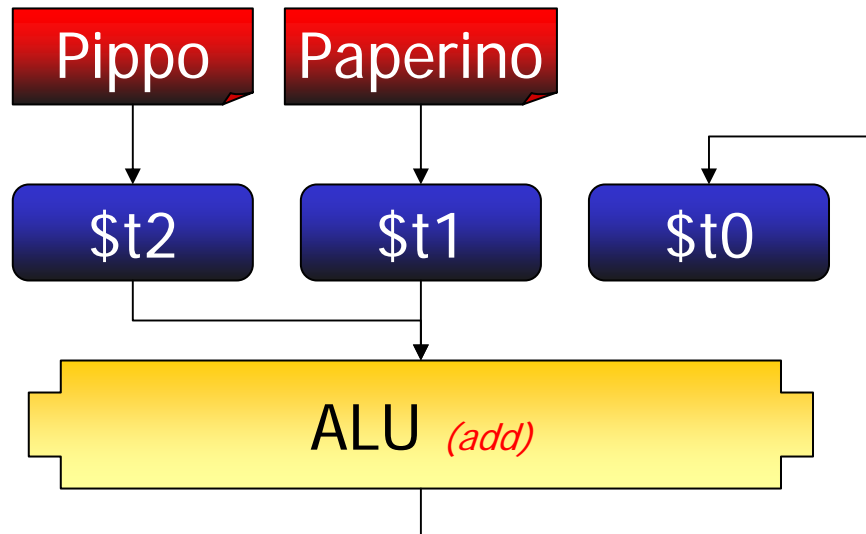 Pippo
Paperino
$t2
$t1
$t0
ALU (add)